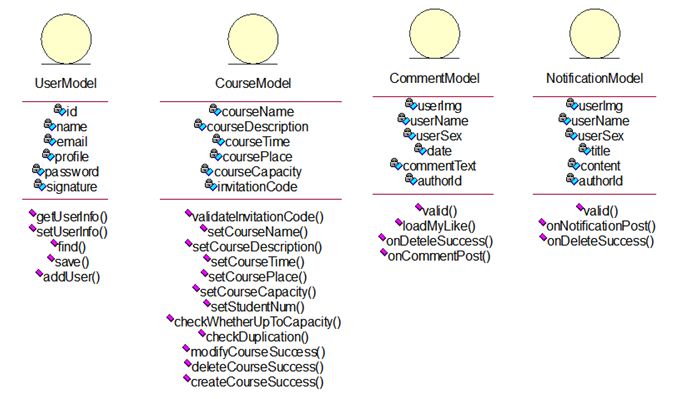 UserModel
id
name
email
profile
password
signature
getUserInfo()
setUserInfo()
find()
save()
addUser()
CourseModel
courseName
courseDescription
courseTime
coursePlace
courseCapacity
invitationCode
validateInvitationCode()
setCourseName()
setCourseDescription()
setCourseTime()
setCoursePlace()
setCourseCapacity()
setStudentNum()
checkWhetherUpToCapacity()
checkDuplication()
modifyCourseSuccess()
deleteCourseSuccess()
createCourseSuccess()
CommentModel
userImg
userName
userSex
date
commentText
authorId
valid()
loadMyLike()
onDeteleSuccess()
onCommentPost()
NotificationModel
userImg
userName
userSex
title
content
authorId
valid()
onNotificationPost()
onDeleteSuccess()